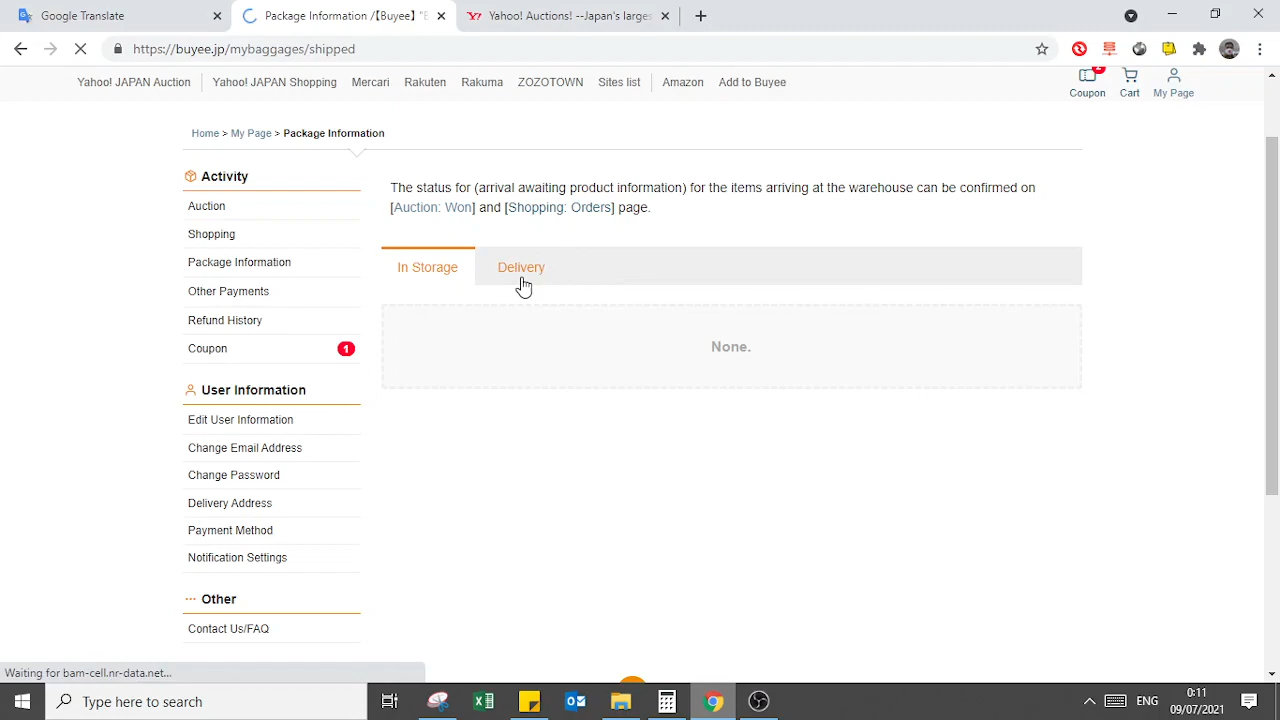 Google Translate
Package Information /【Buyee】 "B
Yahoo! Auctions! --Japan's larges
https://buyee.jp/mybaggages/shipped
Yahoo! JAPAN Auction
Yahoo! JAPAN Shopping
Mercari
Rakuten
Rakuma
ZOZOTOWN
Sites list
Amazon
Add to Buyee
Coupon
Cart
My Page
Home > My Page > Package Information
Activity
Auction
Shopping
Package Information
Other Payments
Refund History
Coupon 1
User Information
Edit User Information
Change Email Address
Change Password
Delivery Address
Payment Method
Notification Settings
Other
Contact Us/FAQ
The status for (arrival awaiting product information) for the items arriving at the warehouse can be confirmed on
[Auction: Won] and [Shopping: Orders] page.
In Storage
Delivery
None.
Waiting for bam-cell.nr-data.net...
Type here to search
ENG
0:11
09/07/2021